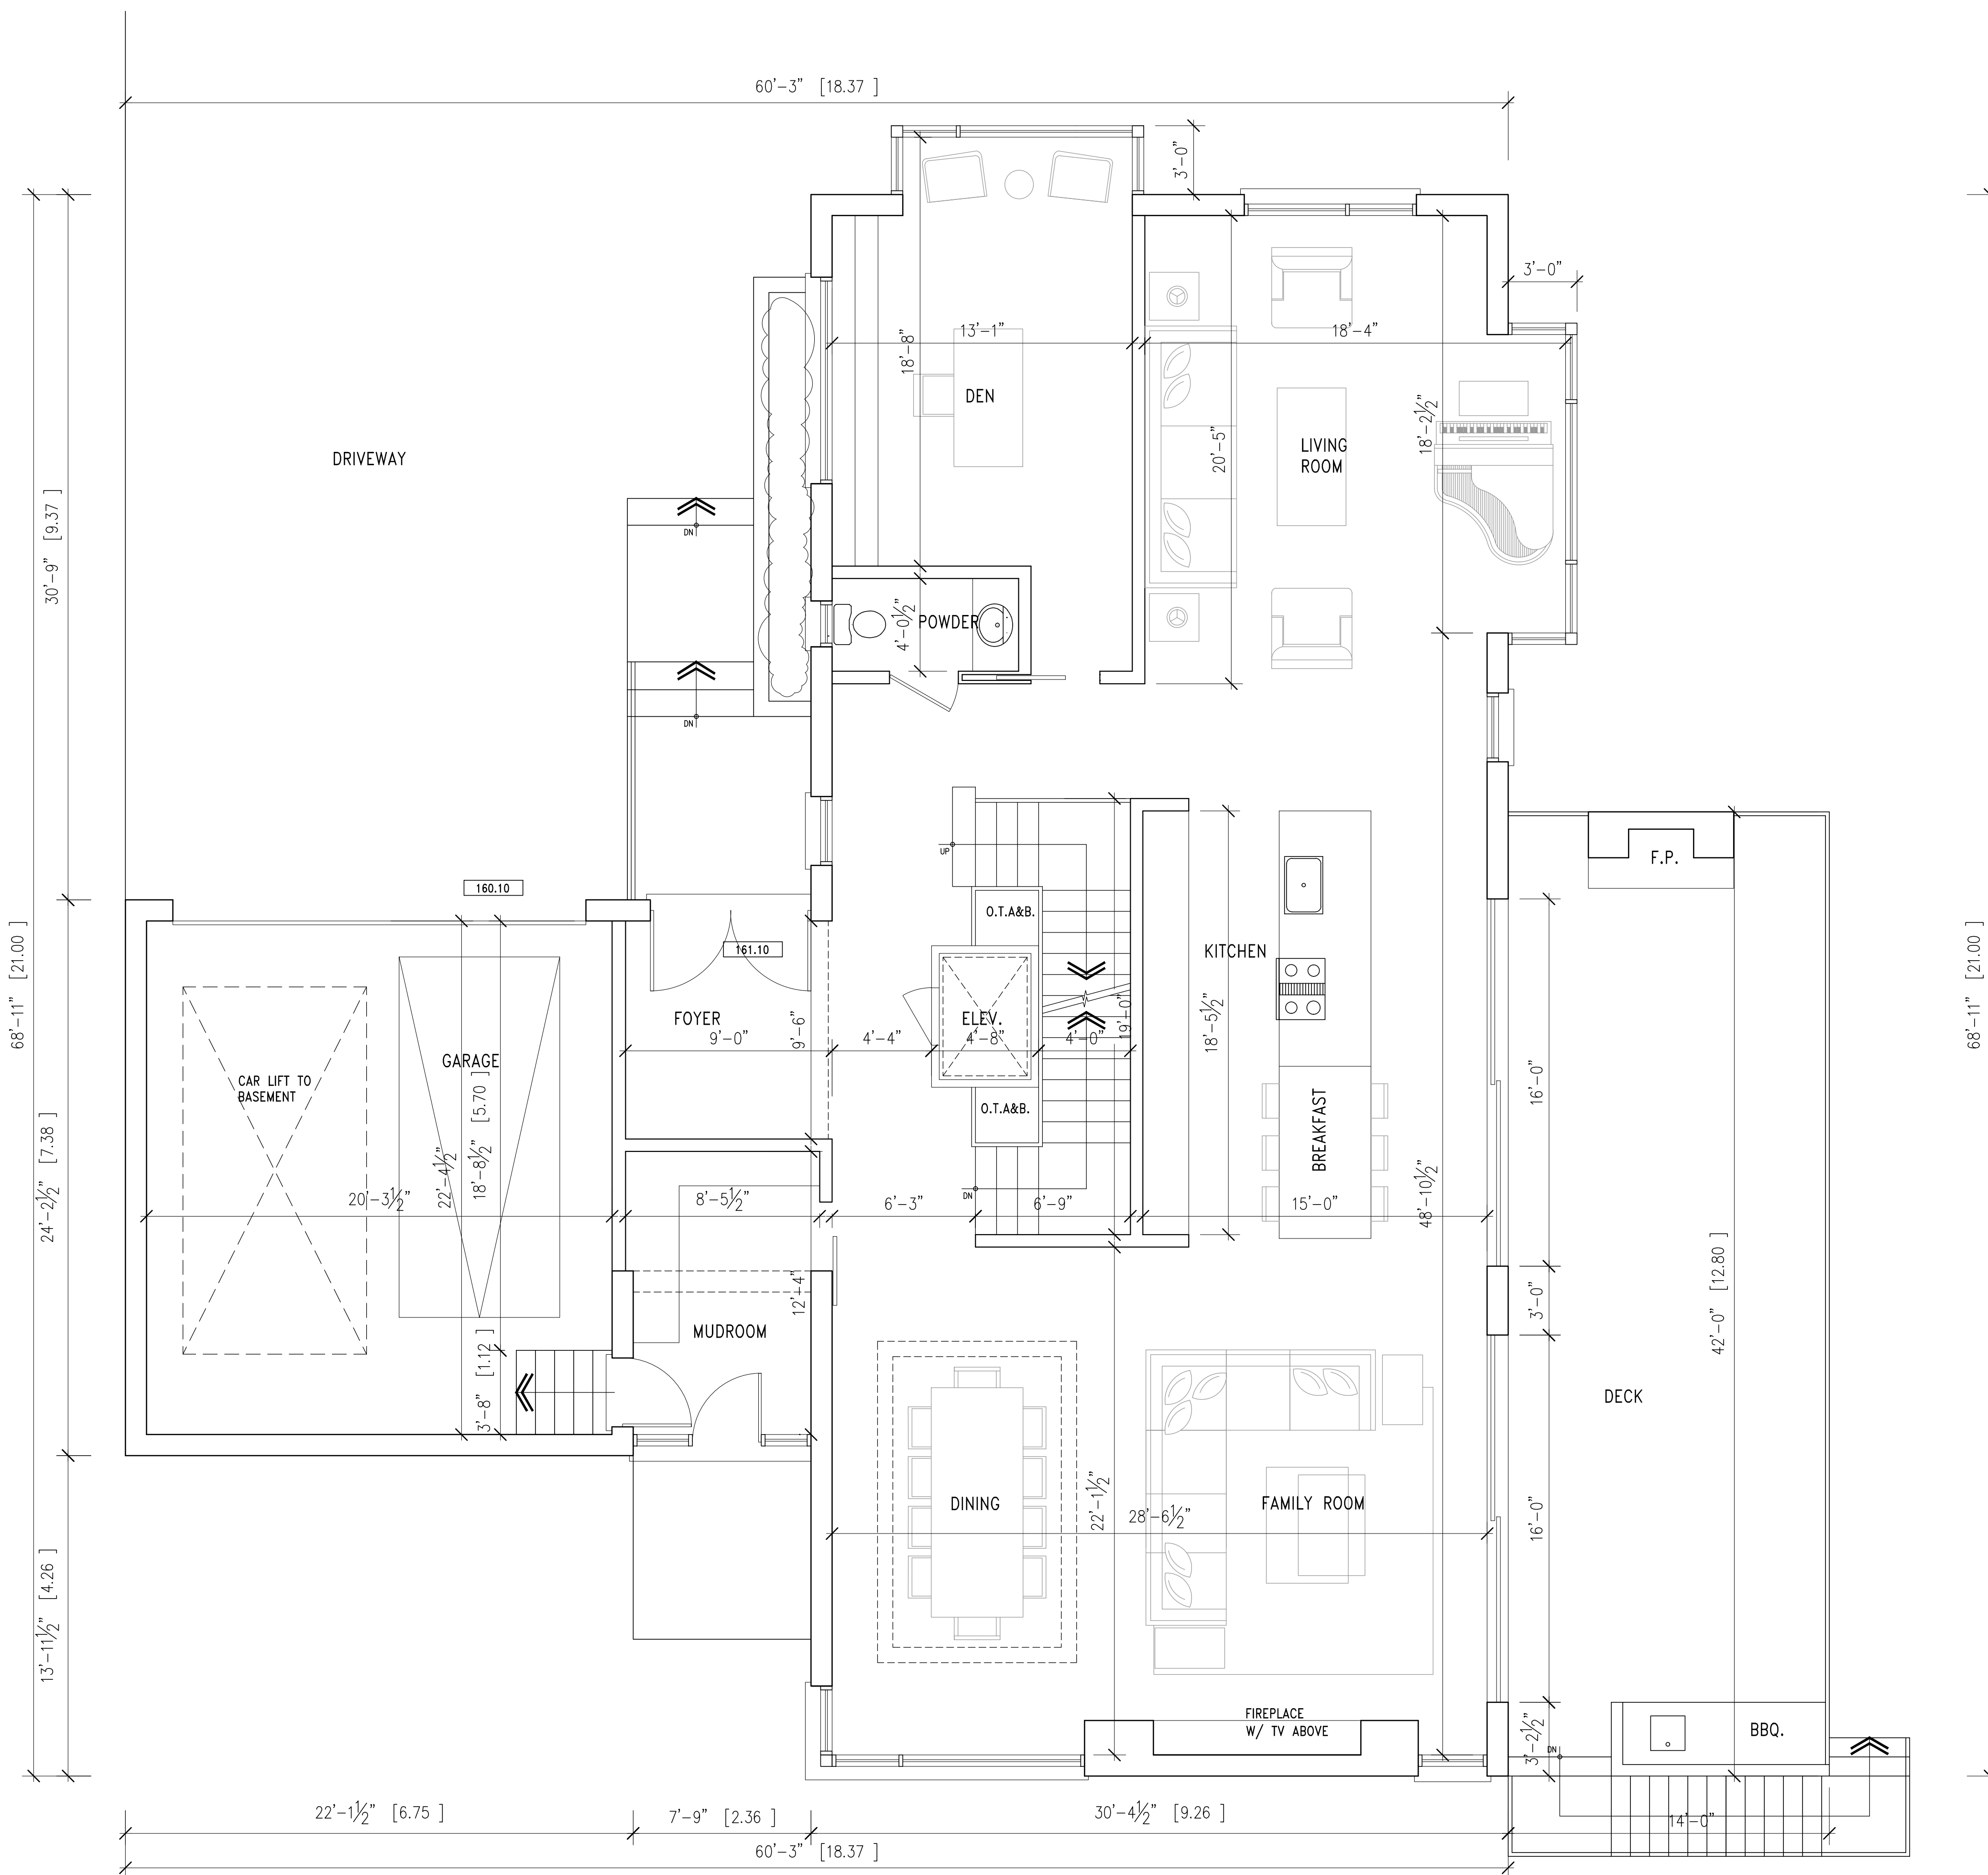 60'-3" [18.37 ]
3'-0"
3'-0"
13'-1"
18'-4"
18'-8"
DEN
18'-2½"
20'-5"
LIVING
ROOM
DRIVEWAY
DN
30'-9" [9.37 ]
4'-0½"
POWDER
DN
UP
F.P.
160.10
O.T.A&B.
161.10
KITCHEN
68'-11" [21.00 ]
68'-11" [21.00 ]
FOYER
9'-0"
9'-6"
4'-4"
ELEV.
4'-8"
4'-0"
19'-0"
18'-5½"
16'-0"
GARAGE
CAR LIFT TO
BASEMENT
18'-8½" [5.70 ]
22'-4½"
O.T.A&B.
BREAKFAST
24'-2½" [7.38 ]
20'-3½"
8'-5½"
6'-3"
DN
6'-9"
15'-0"
48'-10½"
42'-0" [12.80 ]
12'-4"
3'-0"
MUDROOM
3'-8" [1.12 ]
DECK
DINING
22'-1½"
28'-6½"
FAMILY ROOM
16'-0"
13'-11½" [4.26 ]
FIREPLACE
W/ TV ABOVE
3'-2½"
DN
BBQ.
22'-1½" [6.75 ]
7'-9" [2.36 ]
30'-4½" [9.26 ]
14'-0"
60'-3" [18.37 ]